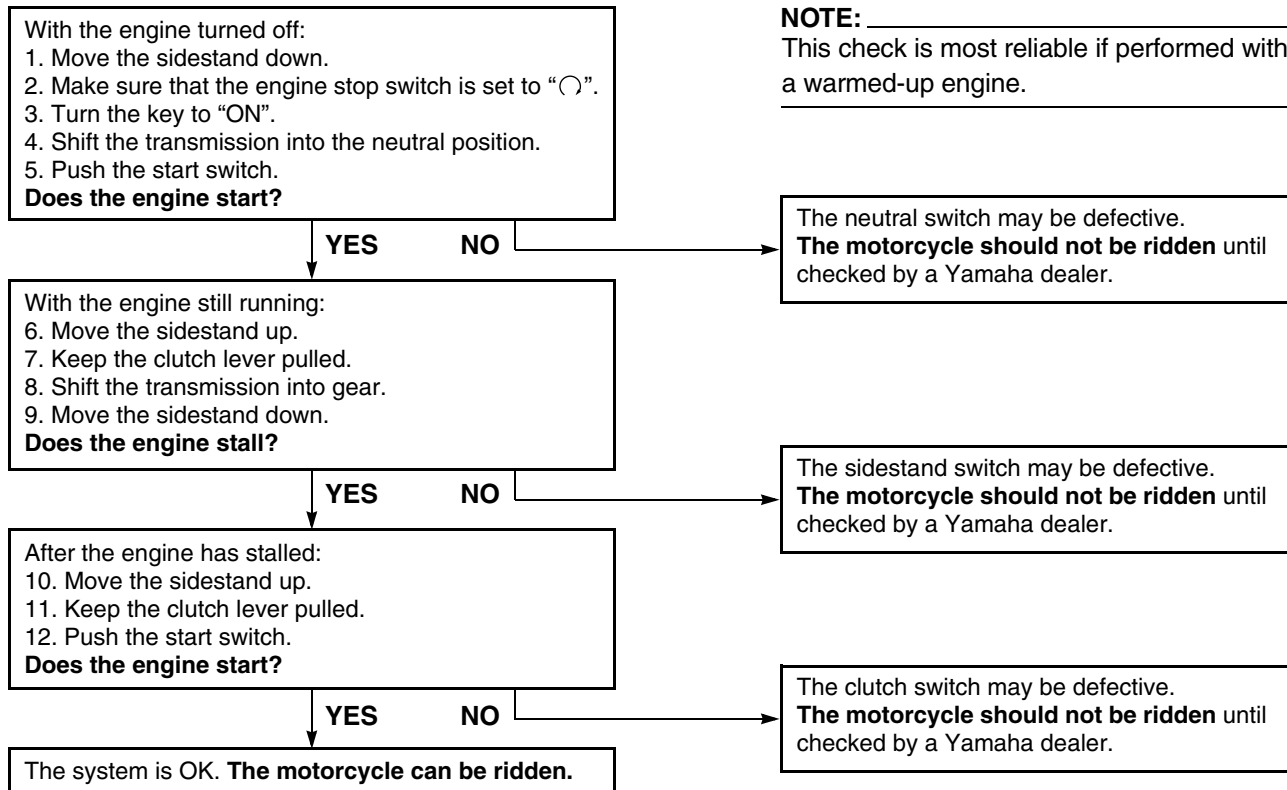 With the engine turned off:
1. Move the sidestand down.
2. Make sure that the engine stop switch is set to “”.
3. Turn the key to “ON”.
4. Shift the transmission into the neutral position.
5. Push the start switch.
Does the engine start?
NOTE:
This check is most reliable if performed with
a warmed-up engine.
YES NO
The neutral switch may be defective.
The motorcycle should not be ridden until
checked by a Yamaha dealer.
With the engine still running:
6. Move the sidestand up.
7. Keep the clutch lever pulled.
8. Shift the transmission into gear.
9. Move the sidestand down.
Does the engine stall?
YES NO
The sidestand switch may be defective.
The motorcycle should not be ridden until
checked by a Yamaha dealer.
After the engine has stalled:
10. Move the sidestand up.
11. Keep the clutch lever pulled.
12. Push the start switch.
Does the engine start?
YES NO
The clutch switch may be defective.
The motorcycle should not be ridden until
checked by a Yamaha dealer.
The system is OK. The motorcycle can be ridden.